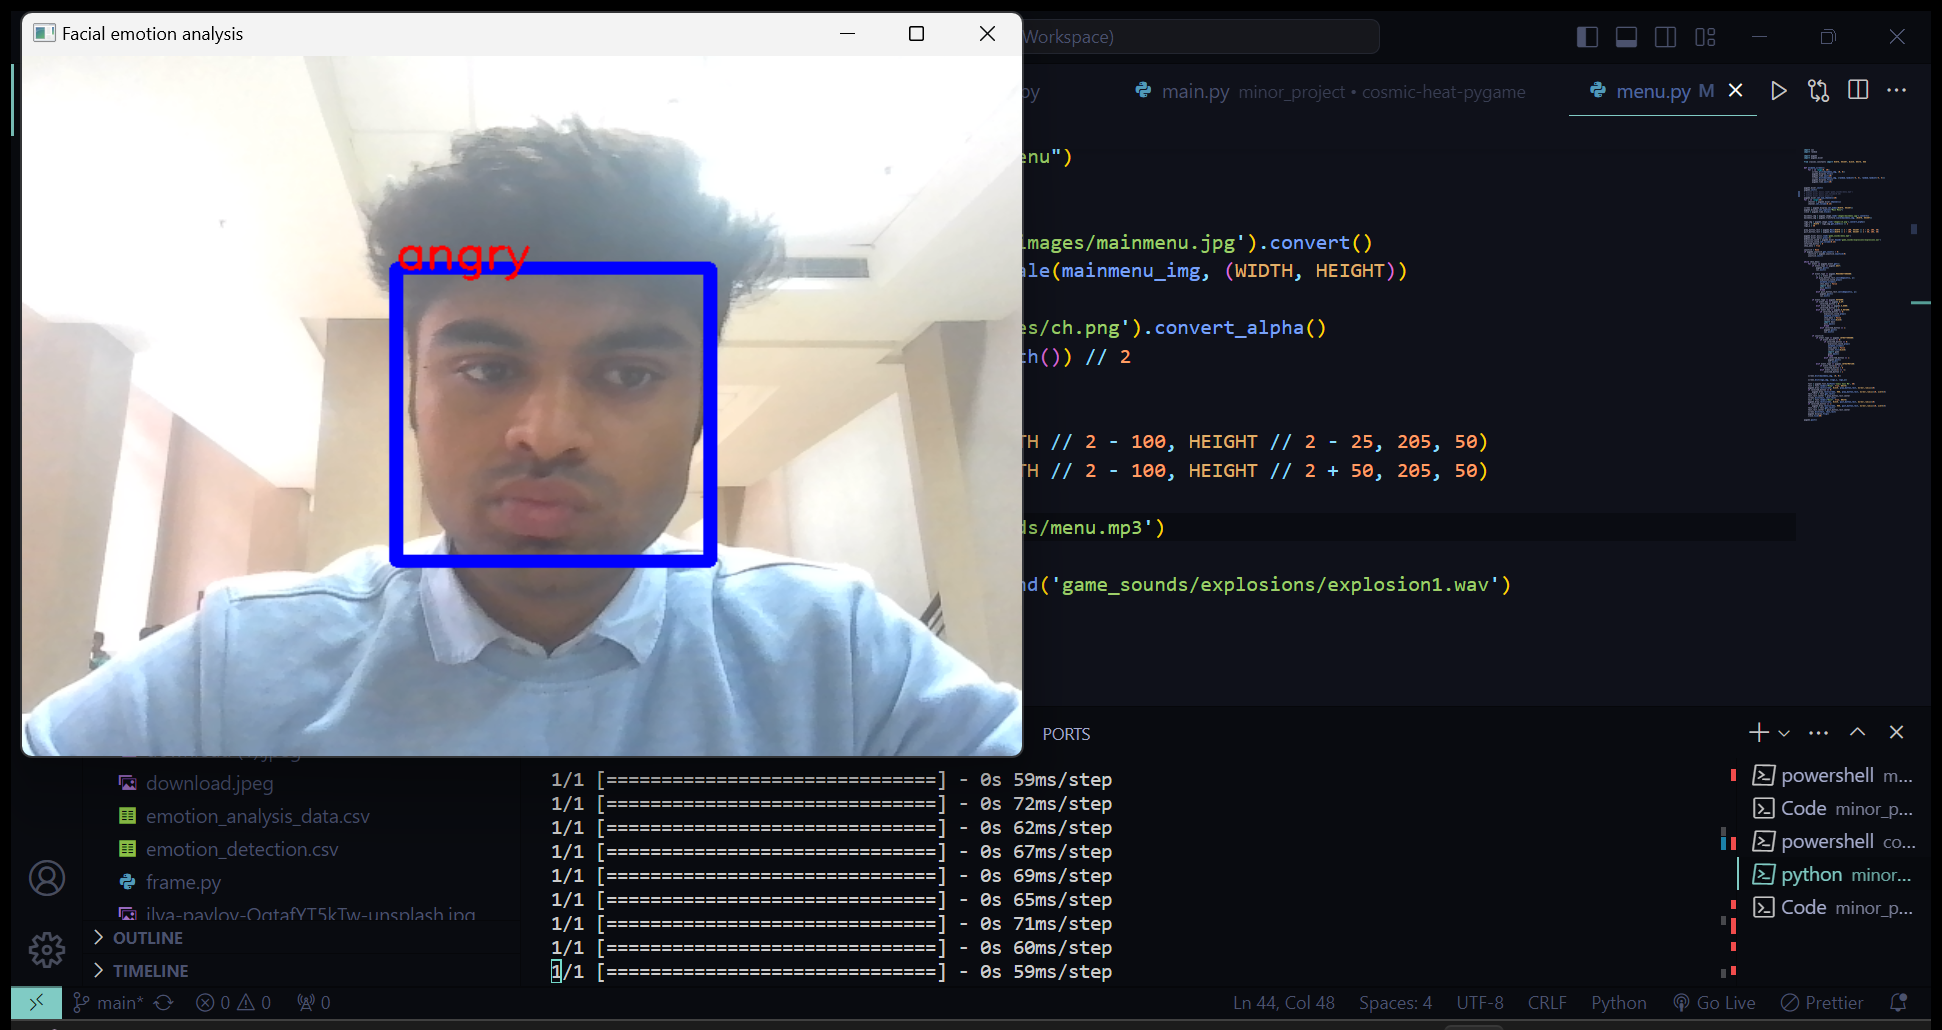 Facial emotion analysis
Workspace)
py
main.py minor_project • cosmic-heat-pygame
menu.py M
angry
enu")
images/mainmenu.jpg').convert()
ale(mainmenu_img, (WIDTH, HEIGHT))
es/ch.png').convert_alpha()
th()) // 2
TH // 2 - 100, HEIGHT // 2 - 25, 205, 50)
TH // 2 - 100, HEIGHT // 2 + 50, 205, 50)
ds/menu.mp3')
nd('game_sounds/explosions/explosion1.wav')
PORTS
download.jpeg
emotion_analysis_data.csv
emotion_detection.csv
frame.py
ilya-pavlov-OqtafYT5kTw-unsplash.jpg
OUTLINE
TIMELINE
1/1 [==============================] - 0s 59ms/step
1/1 [==============================] - 0s 72ms/step
1/1 [==============================] - 0s 62ms/step
1/1 [==============================] - 0s 67ms/step
1/1 [==============================] - 0s 69ms/step
1/1 [==============================] - 0s 65ms/step
1/1 [==============================] - 0s 71ms/step
1/1 [==============================] - 0s 60ms/step
1/1 [==============================] - 0s 59ms/step
powershell m...
Code minor_p...
powershell co...
python minor...
Code minor_p...
main* 0 0 0
Ln 44, Col 48 Spaces: 4 UTF-8 CRLF Python Go Live Prettier